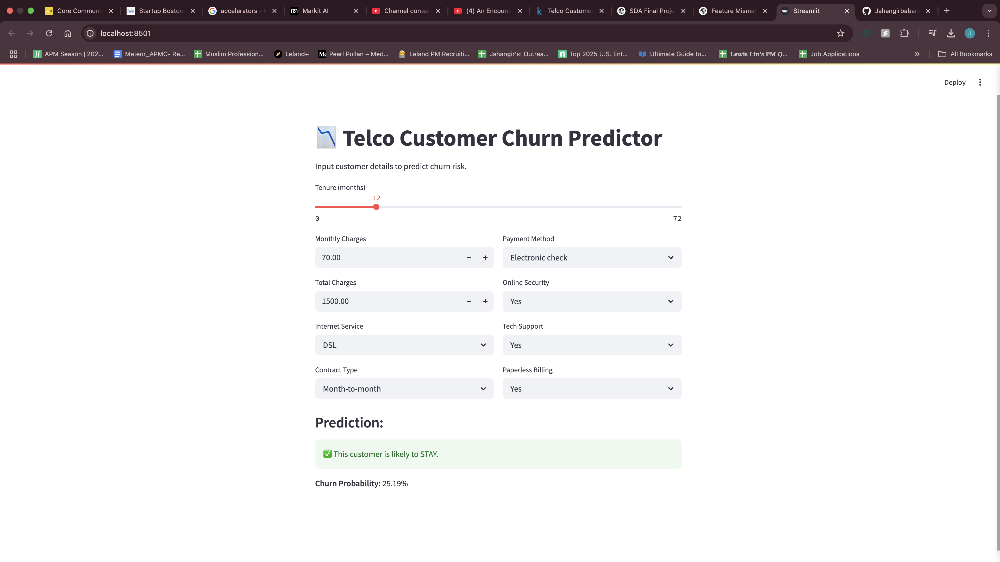 Core Communi
Startup Boston
accelerators -
Markit AI
Channel conten
(4) An Encount
Telco Custome
SDA Final Proje
Feature Mismat
Streamlit
Jahangirbabar
localhost:8501
J
APM Season | 202...
Meteor_APMC- Re...
Muslim Profession...
Leland+
Pearl Pullan – Med...
Leland PM Recruiti...
Jahangir's: Outrea...
Top 2025 U.S. Ent...
Ultimate Guide to...
Lewis Lin's PM Q...
Job Applications
All Bookmarks
Deploy
Telco Customer Churn Predictor
Input customer details to predict churn risk.
Tenure (months)
12
0
72
Monthly Charges
Payment Method
70.00
Electronic check
Total Charges
Online Security
1500.00
Yes
Internet Service
Tech Support
DSL
Yes
Contract Type
Paperless Billing
Month-to-month
Yes
Prediction:
✅ This customer is likely to STAY.
Churn Probability: 25.19%